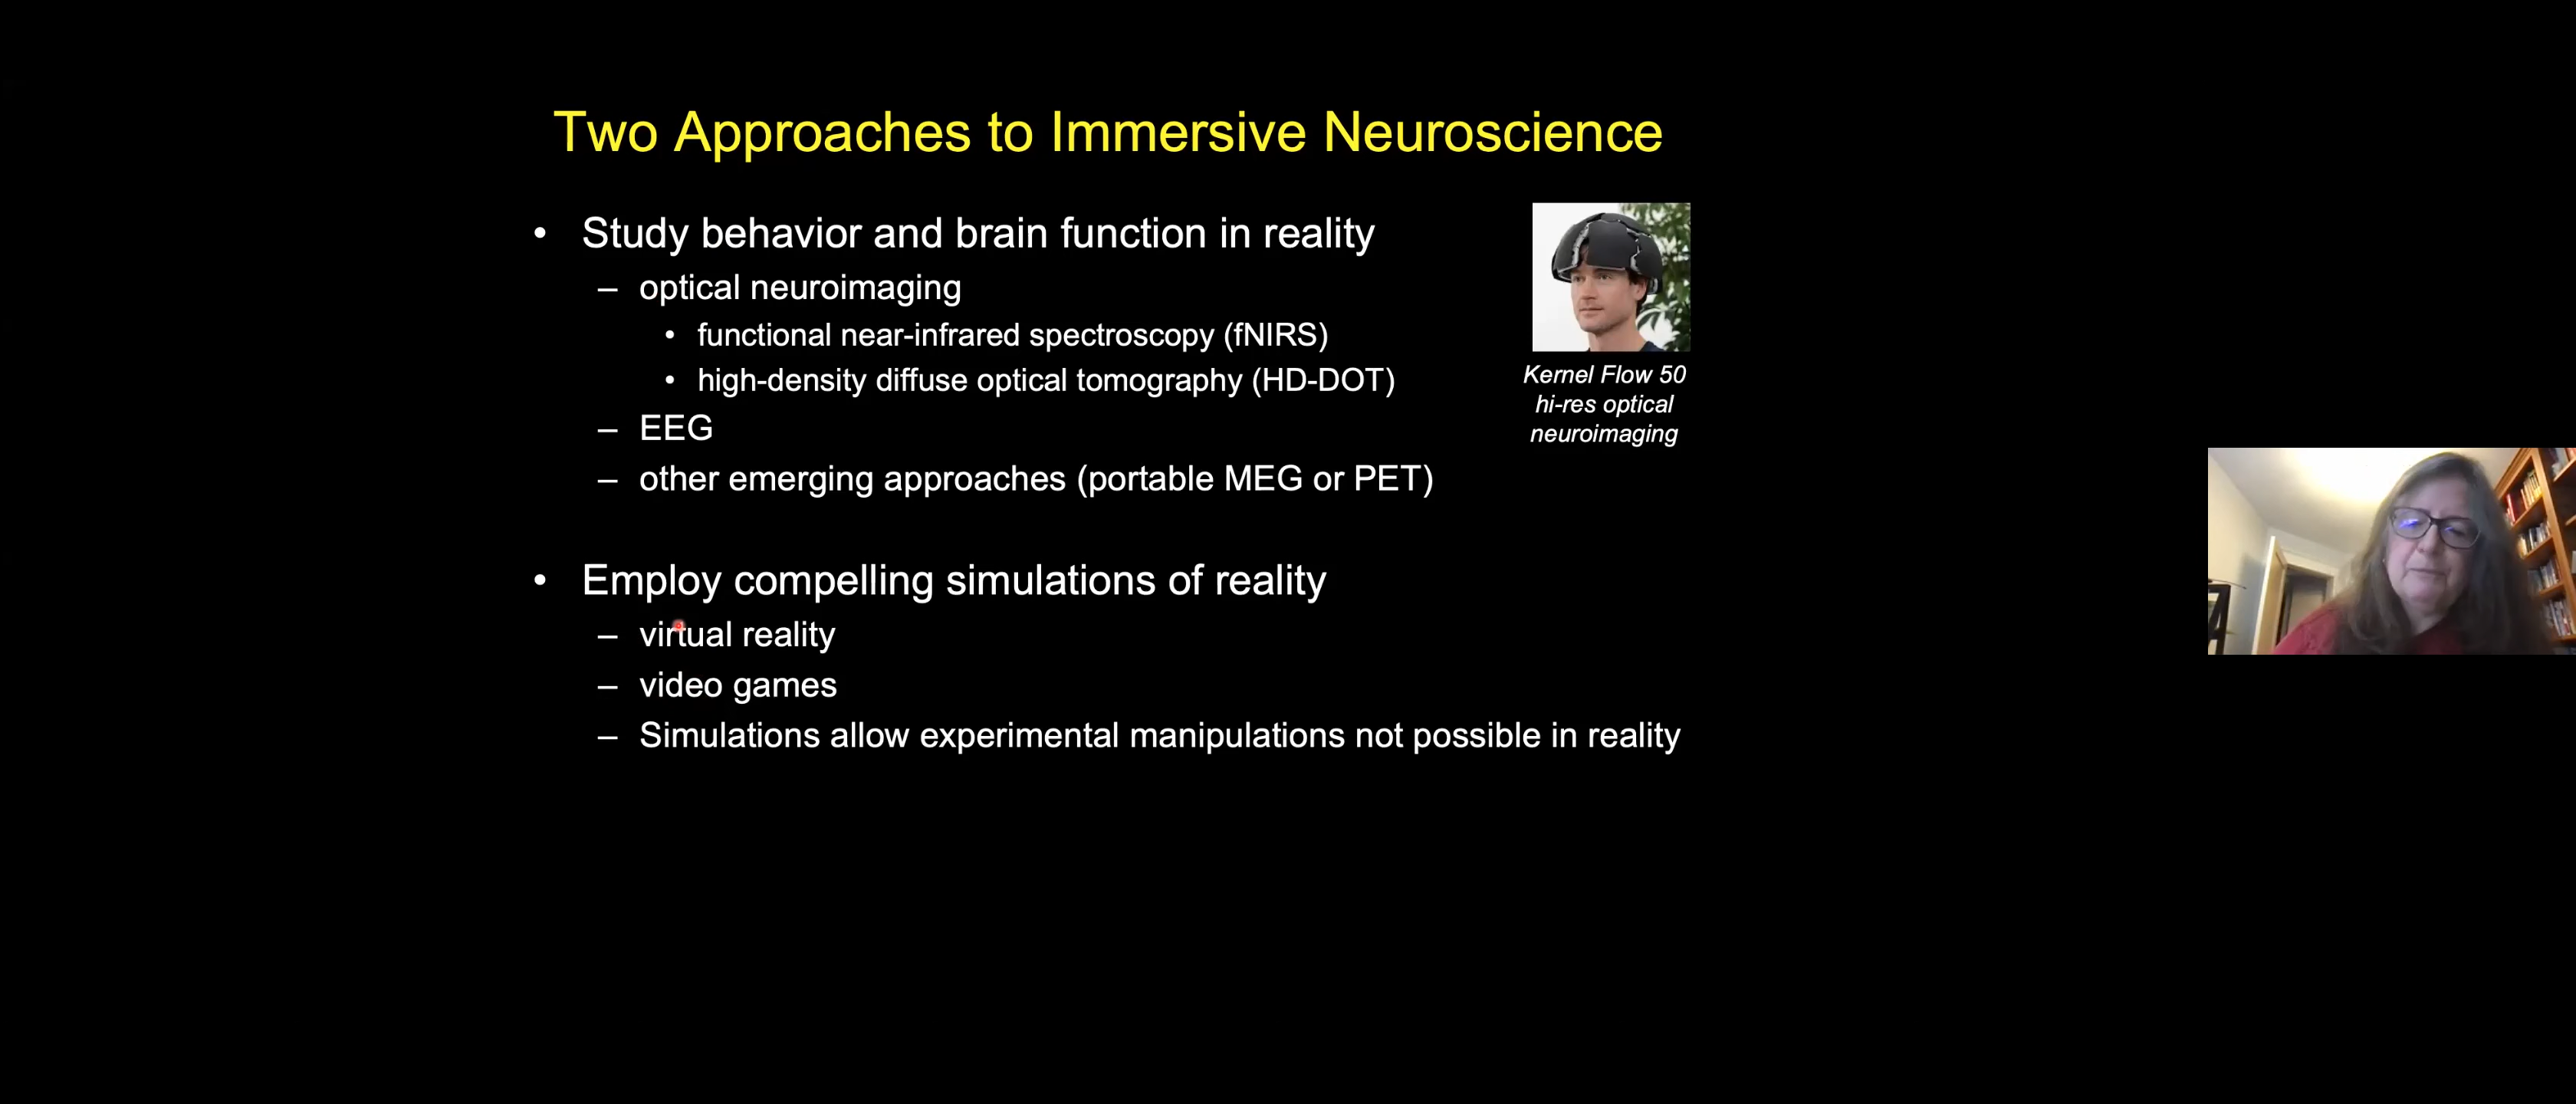 Two Approaches to Immersive Neuroscience
• Study behavior and brain function in reality
– optical neuroimaging
• functional near-infrared spectroscopy (fNIRS)
• high-density diffuse optical tomography (HD-DOT)
– EEG
– other emerging approaches (portable MEG or PET)
Kernel Flow 50
hi-res optical
neuroimaging
• Employ compelling simulations of reality
– virtual reality
– video games
– Simulations allow experimental manipulations not possible in reality